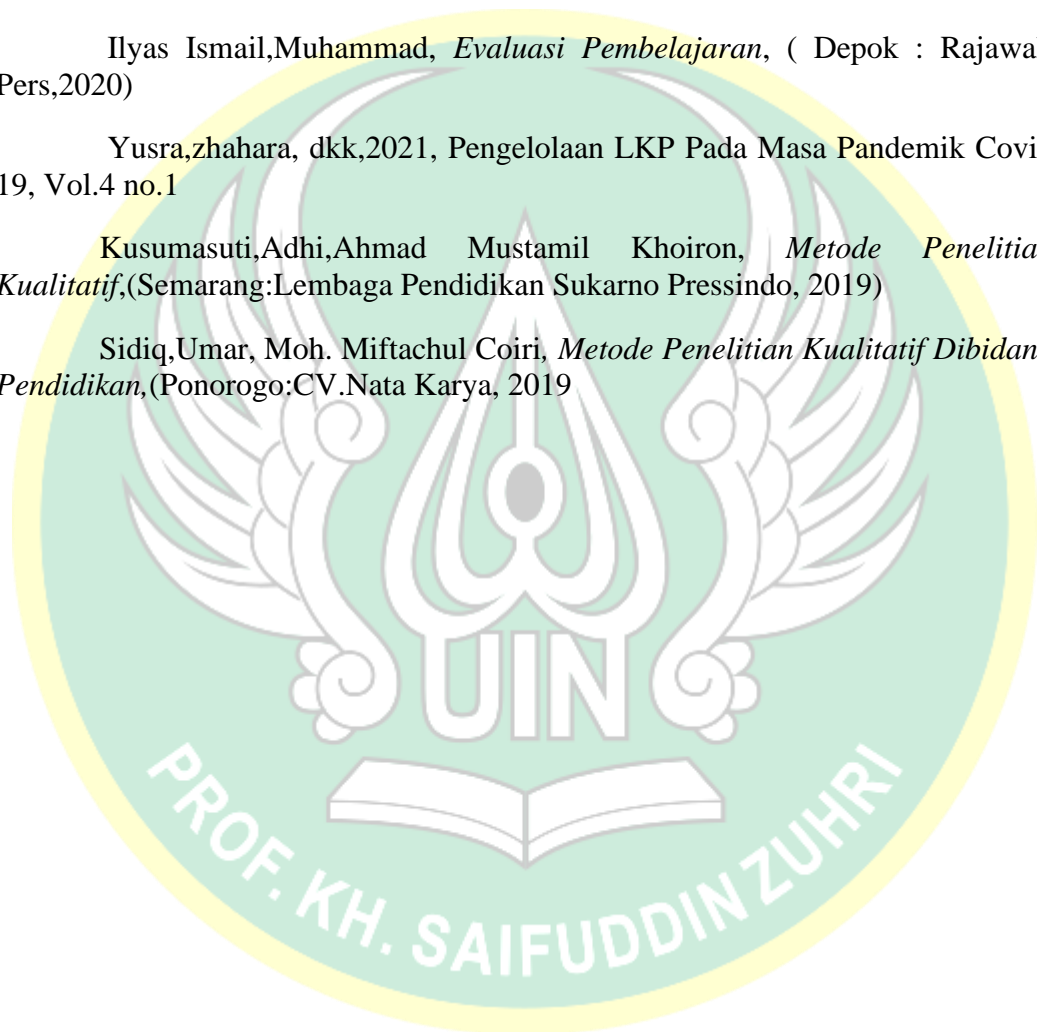 Ilyas Ismail,Muhammad, Evaluasi Pembelajaran, ( Depok : Rajawa
Pers,2020)
Yusra,zhahara, dkk,2021, Pengelolaan LKP Pada Masa Pandemik Covi
19, Vol.4 no.1
Kusumasuti,Adhi,Ahmad Mustamil Khoiron, Metode Penelitia
Kualitatif,(Semarang:Lembaga Pendidikan Sukarno Pressindo, 2019)
Sidiq,Umar, Moh. Miftachul Coiri, Metode Penelitian Kualitatif Dibidan
Pendidikan,(Ponorogo:CV.Nata Karya, 2019
UIN
PROF. KH. SAIFUDDIN ZUHRI